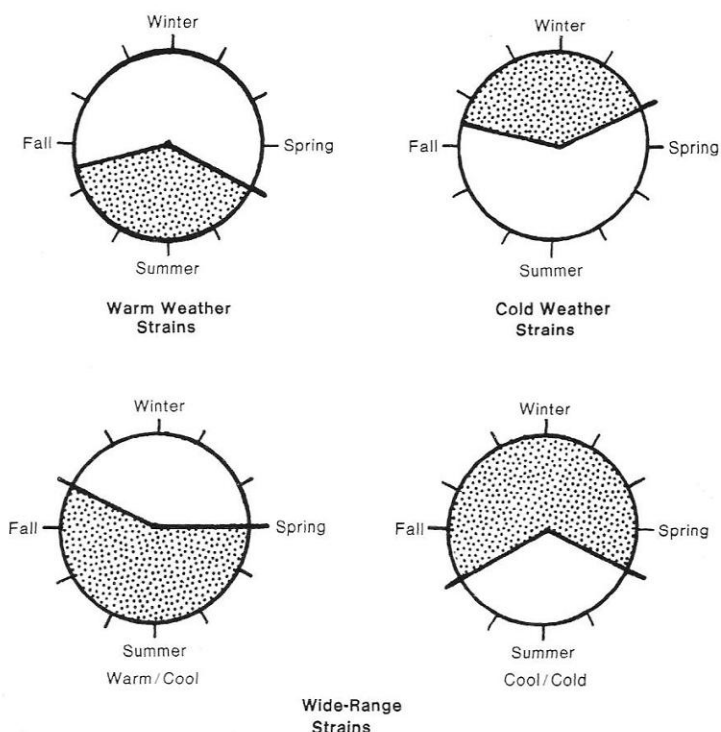 Winter
Fall
Spring
Summer
Warm Weather
Strains
Winter
Fall
Spring
Summer
Cold Weather
Strains
Winter
Fall
Spring
Summer
Warm/Cool
Winter
Fall
Spring
Summer
Cool/Cold
Wide-Range
Strains